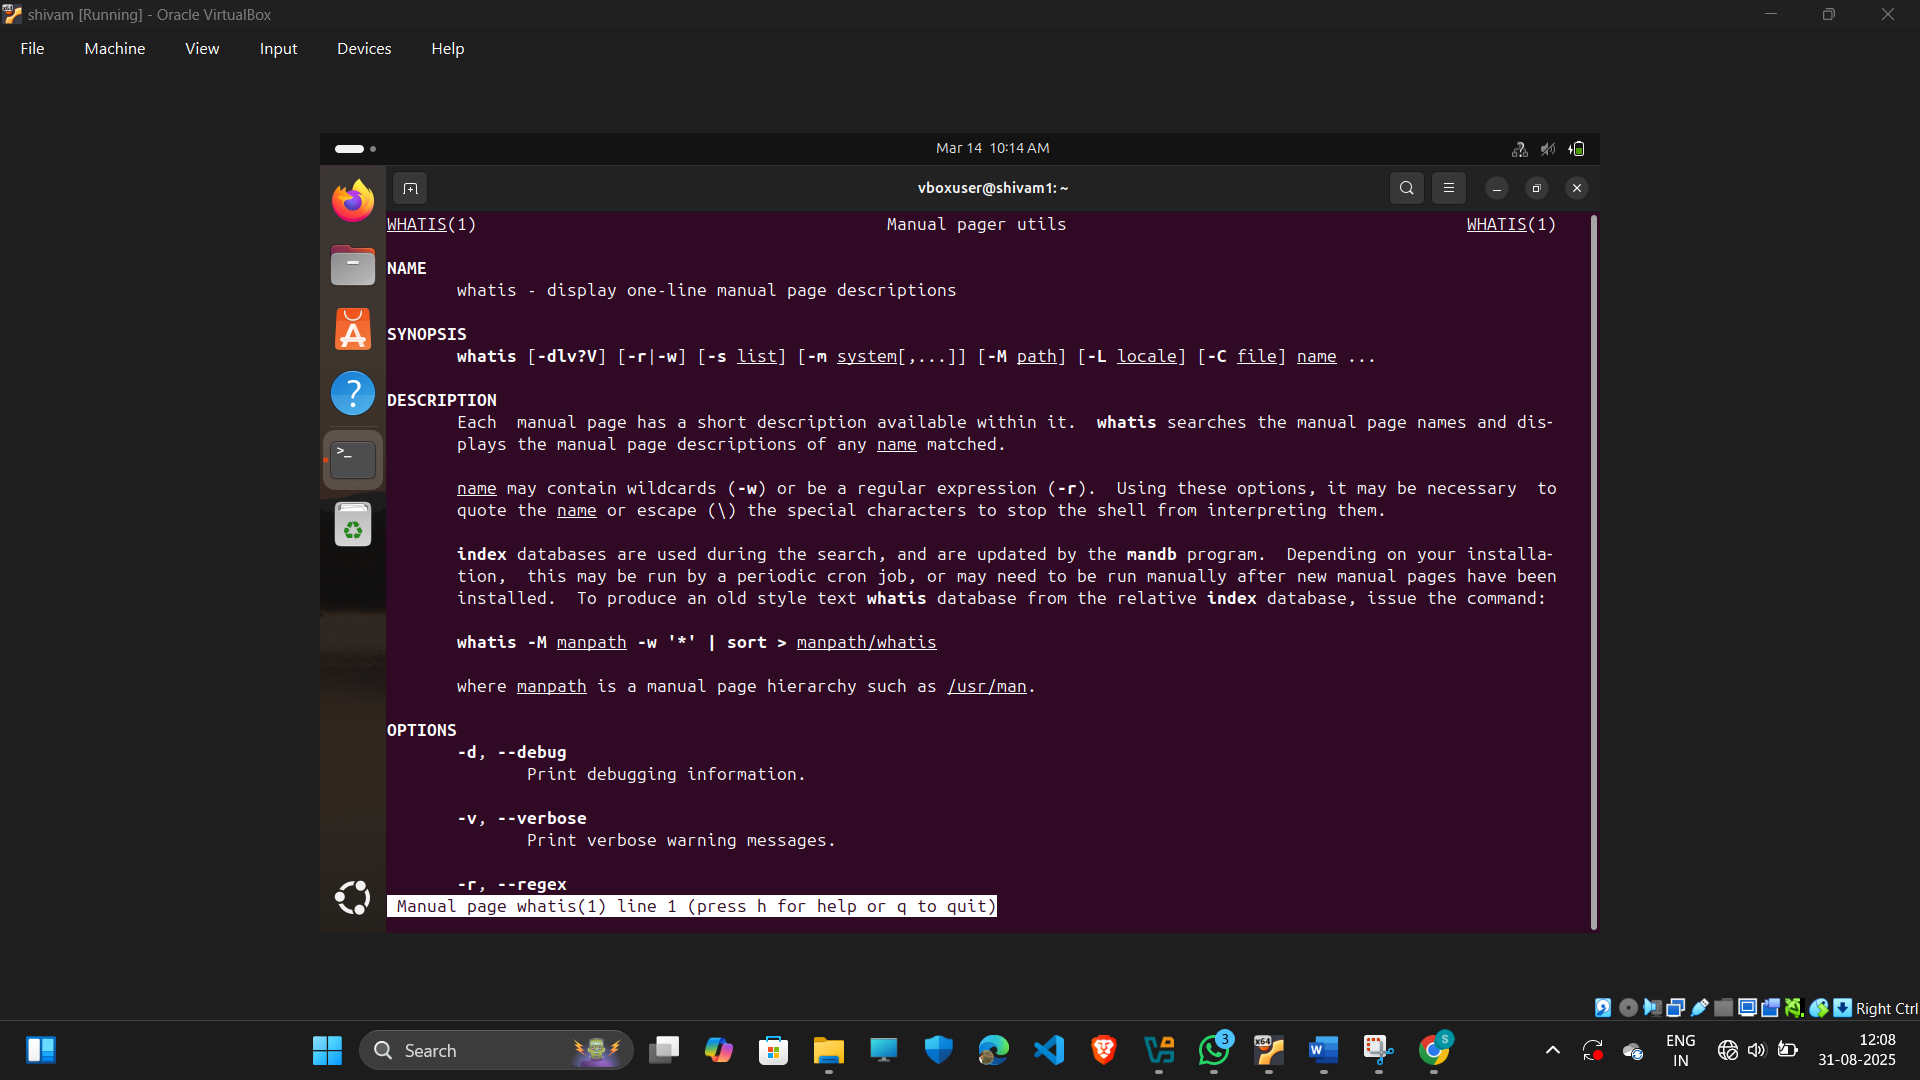 shivam [Running] - Oracle VirtualBox
File Machine View Input Devices Help
Mar 14 10:14 AM
vboxuser@shivam1: ~
WHATIS(1) Manual pager utils WHATIS(1)
NAME
whatis - display one-line manual page descriptions
SYNOPSIS
whatis [-dlv?V] [-r|-w] [-s list] [-m system[,...]] [-M path] [-L locale] [-C file] name ...
DESCRIPTION
Each manual page has a short description available within it. whatis searches the manual page names and dis-
plays the manual page descriptions of any name matched.
name may contain wildcards (-w) or be a regular expression (-r). Using these options, it may be necessary to
quote the name or escape (\) the special characters to stop the shell from interpreting them.
index databases are used during the search, and are updated by the mandb program. Depending on your installa-
tion, this may be run by a periodic cron job, or may need to be run manually after new manual pages have been
installed. To produce an old style text whatis database from the relative index database, issue the command:
whatis -M manpath -w '*' | sort > manpath/whatis
where manpath is a manual page hierarchy such as /usr/man.
OPTIONS
-d, --debug
Print debugging information.
-v, --verbose
Print verbose warning messages.
-r, --regex
Manual page whatis(1) line 1 (press h for help or q to quit)
Right Ctrl
Search
3
x64
W
S
ENG
IN
12:08
31-08-2025